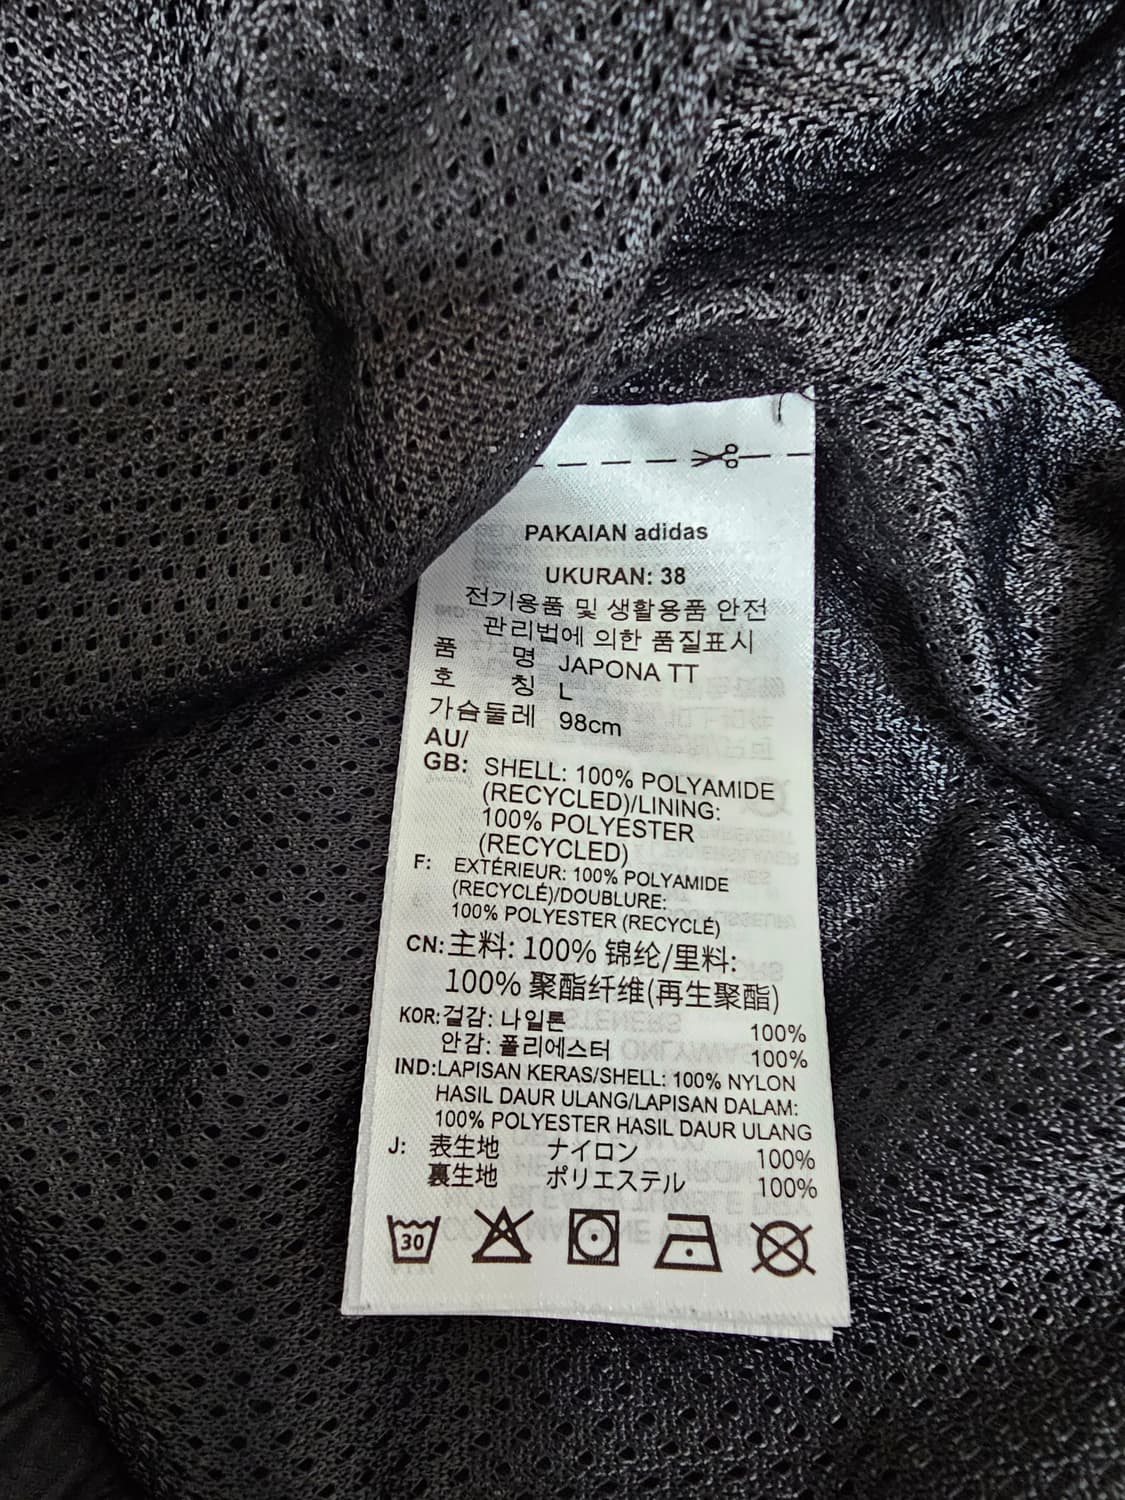 PAKAIAN adidas
UKURAN: 38
전기용품 및 생활용품 안전
관리법에 의한 품질표시
품 명 JAPONA TT
호 칭 L
가슴둘레 98cm
AU/
GB: SHELL: 100% POLYAMIDE
(RECYCLED)/LINING:
100% POLYESTER
(RECYCLED)
F: EXTÉRIEUR: 100% POLYAMIDE
(RECYCLÉ)/DOUBLURE:
100% POLYESTER (RECYCLÉ)
CN: 主料: 100% 锦纶/里料:
100% 聚酯纤维(再生聚酯)
KOR: 겉감: 나일론 100%
안감: 폴리에스터 100%
IND: LAPISAN KERAS/SHELL: 100% NYLON
HASIL DAUR ULANG/LAPISAN DALAM:
100% POLYESTER HASIL DAUR ULANG
J: 表生地 ナイロン 100%
裏生地 ポリエステル 100%
30